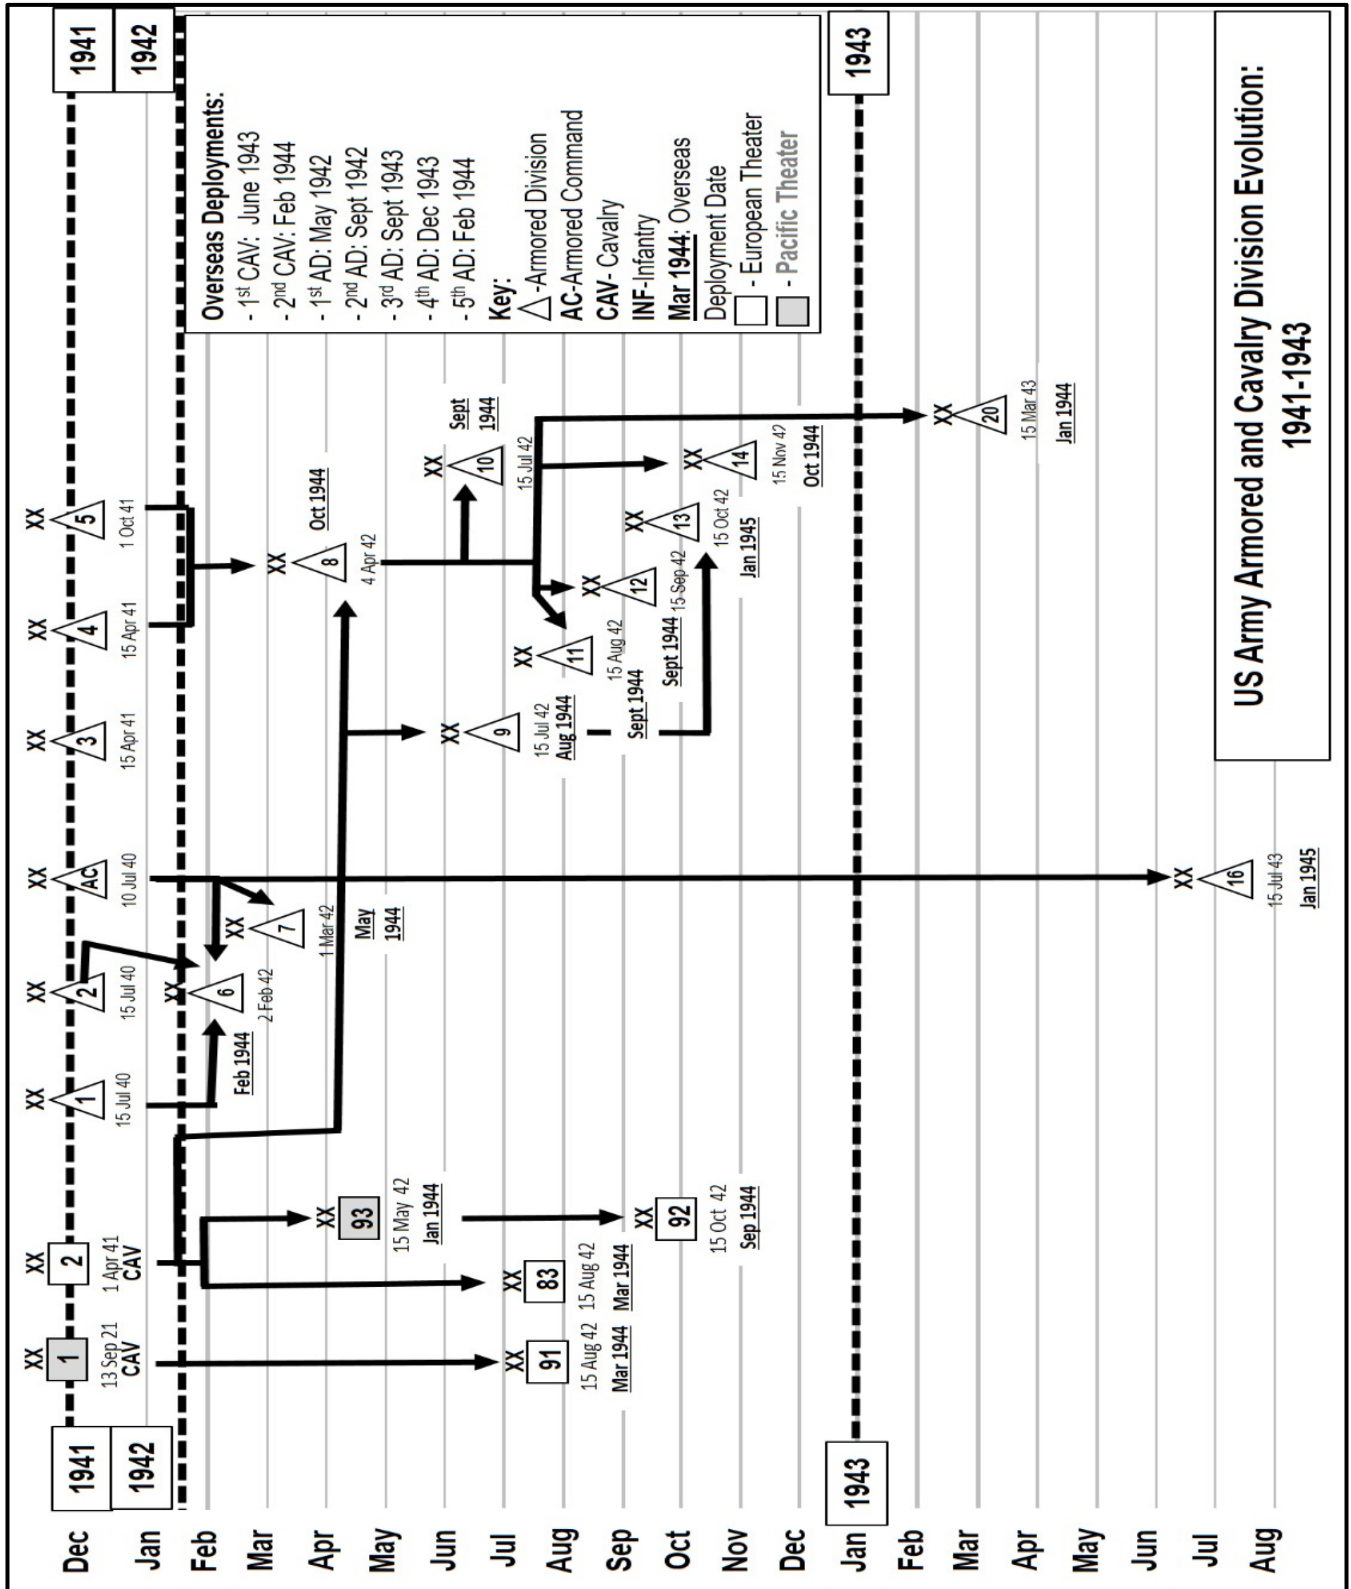 US Army Armored and Cavalry Division Evolution:
1941-1943
1941
1941
1942
1942
1943
1943
Dec
Jan
Feb
Mar
Apr
May
Jun
Jul
Aug
Sep
Oct
Nov
Dec
Jan
Feb
Mar
Apr
May
Jun
Jul
Aug
XX
1
13 Sep 21
CAV
XX
2
1 Apr 41
CAV
XX
1
15 Jul 40
XX
2
15 Jul 40
XX
AC
10 Jul 40
XX
3
15 Apr 41
XX
4
15 Apr 41
XX
5
1 Oct 41
XX
91
15 Aug 42
Mar 1944
XX
83
15 Aug 42
Mar 1944
XX
93
15 May 42
Jan 1944
XX
92
15 Oct 42
Sep 1944
XX
6
2 Feb 42
Feb 1944
XX
7
1 Mar 42
May
1944
XX
8
4 Apr 42
Oct 1944
XX
9
15 Jul 42
Aug 1944
XX
10
15 Jul 42
Sept
1944
XX
11
15 Aug 42
Sept 1944
XX
12
15 Sep 42
Sept 1944
XX
13
15 Oct 42
Jan 1945
XX
14
15 Nov 42
Oct 1944
XX
20
15 Mar 43
Jan 1944
XX
16
15 Jul 43
Jan 1945
Overseas Deployments:
- 1st CAV: June 1943
- 2nd CAV: Feb 1944
- 1st AD: May 1942
- 2nd AD: Sept 1942
- 3rd AD: Sept 1943
- 4th AD: Dec 1943
- 5th AD: Feb 1944
Key:
-Armored Division
AC-Armored Command
CAV- Cavalry
INF-Infantry
Mar 1944: Overseas
Deployment Date
- European Theater
- Pacific Theater